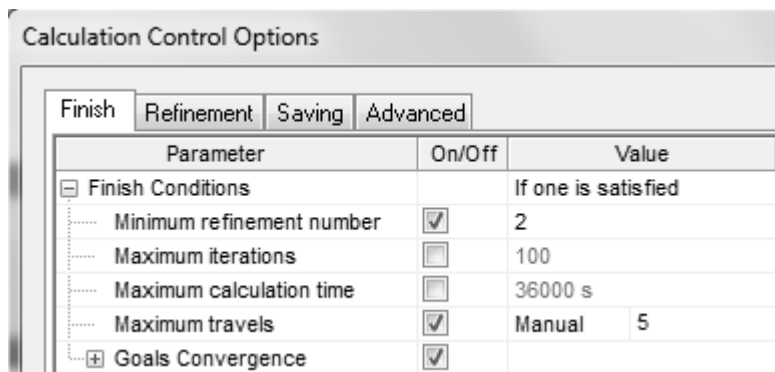 Calculation Control Options
Finish Refinement Saving Advanced
Parameter On/Off Value
Finish Conditions If one is satisfied
Minimum refinement number 2
Maximum iterations 100
Maximum calculation time 36000 s
Maximum travels Manual 5
Goals Convergence